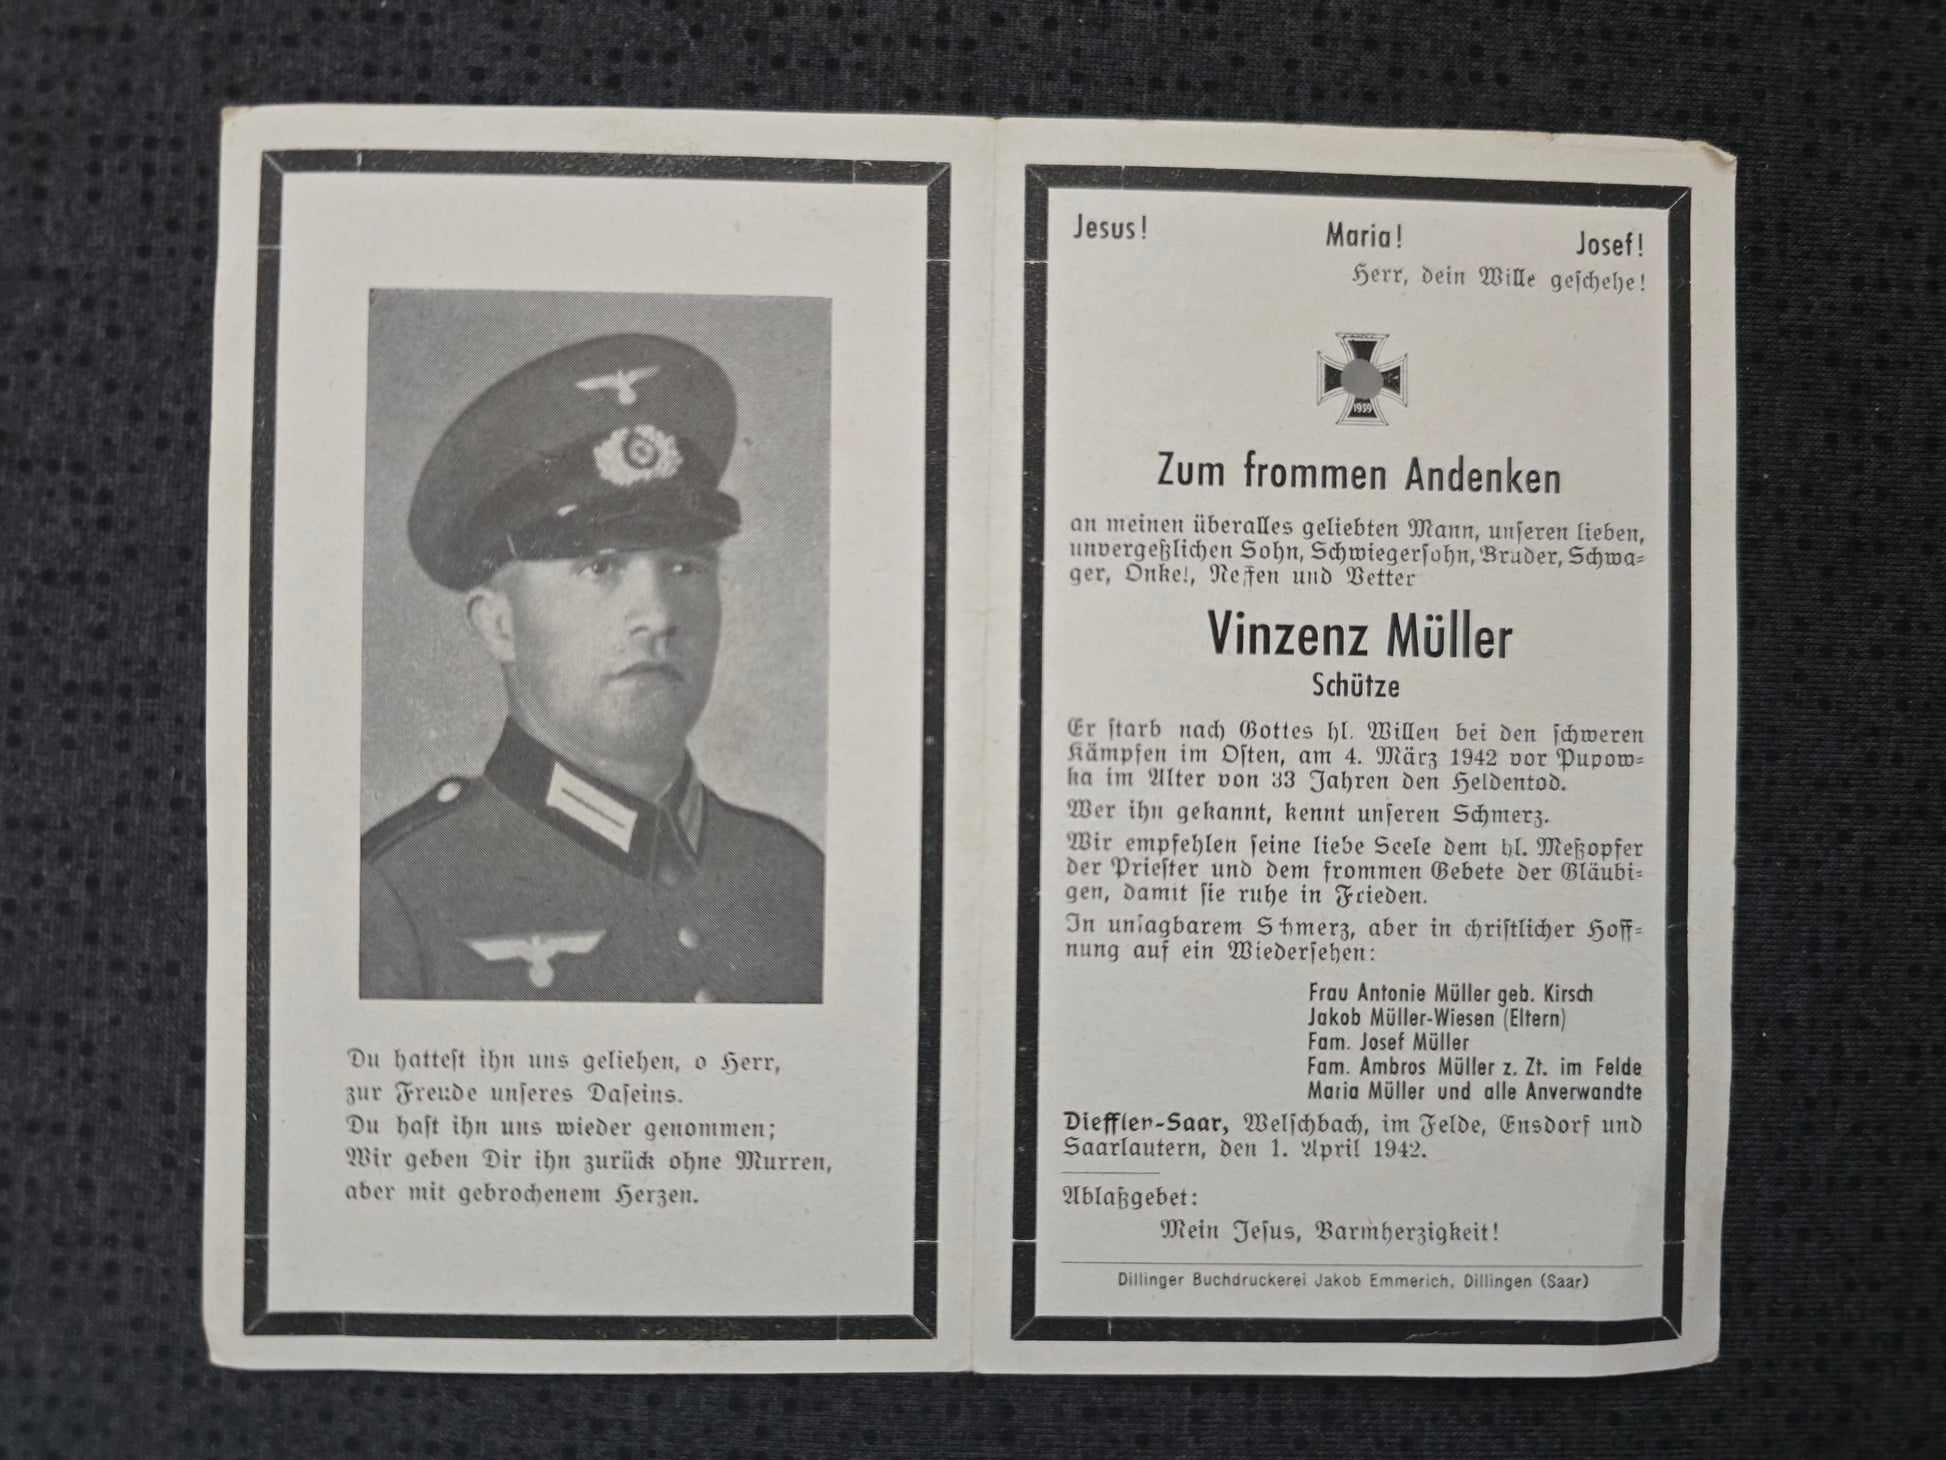 Du hattest ihn uns geliehen, o Herr,
zur Freude unseres Daseins.
Du hast ihn uns wieder genommen;
Wir geben Dir ihn zurück ohne Murren,
aber mit gebrochenem Herzen.
Jesus! Maria! Josef!
Herr, dein Wille geschehe!
1939
Zum frommen Andenken
an meinen überalles geliebten Mann, unseren lieben,
unvergeßlichen Sohn, Schwiegersohn, Bruder, Schwa-
ger, Onkel, Neffen und Vetter
Vinzenz Müller
Schütze
Er starb nach Gottes hl. Willen bei den schweren
Kämpfen im Osten, am 4. März 1942 vor Pupow-
ka im Alter von 33 Jahren den Heldentod.
Wer ihn gekannt, kennt unseren Schmerz.
Wir empfehlen seine liebe Seele dem hl. Meßopfer
der Priester und dem frommen Gebete der Gläubi-
gen, damit sie ruhe in Frieden.
In unsagbarem Schmerz, aber in christlicher Hoff-
nung auf ein Wiedersehen:
Frau Antonie Müller geb. Kirsch
Jakob Müller-Wiesen (Eltern)
Fam. Josef Müller
Fam. Ambros Müller z. Zt. im Felde
Maria Müller und alle Anverwandte
Diefflen-Saar, Welschbach, im Felde, Ensdorf und
Saarlautern, den 1. April 1942.
Ablaßgebet:
Mein Jesus, Barmherzigkeit!
Dillinger Buchdruckerei Jakob Emmerich, Dillingen (Saar)